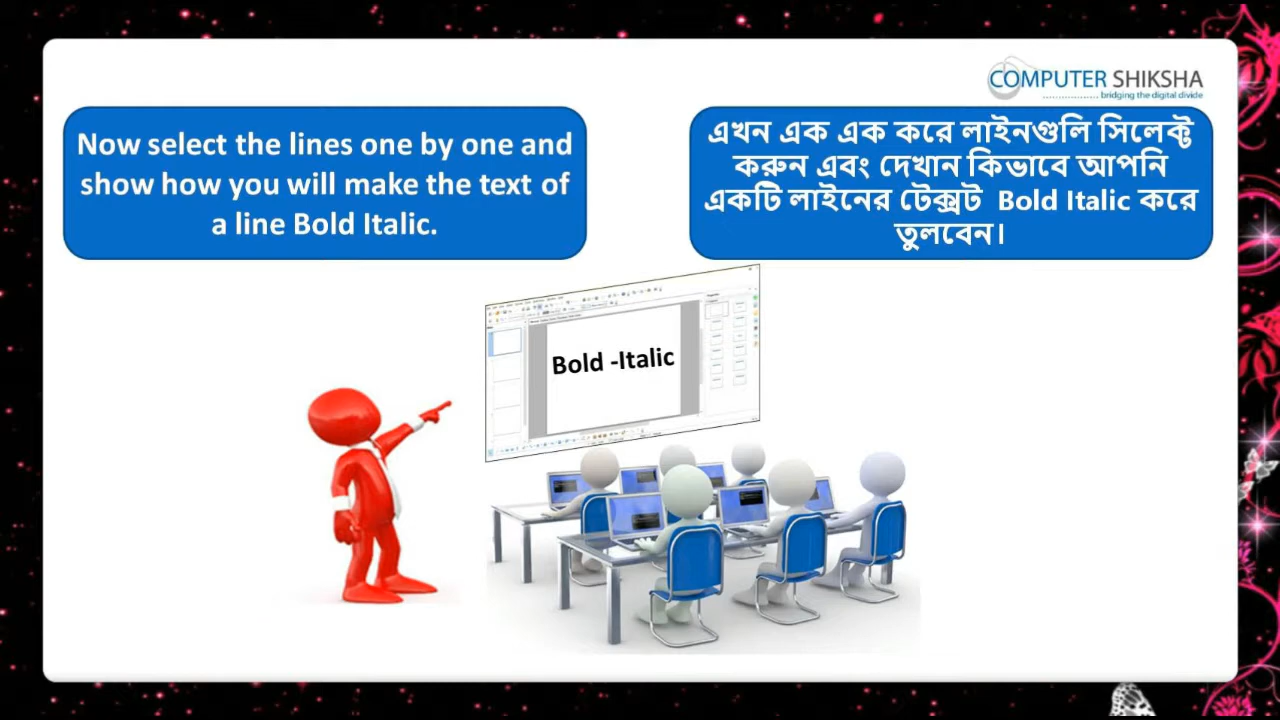 COMPUTER SHIKSHA
bridging the digital divide
Now select the lines one by one and
show how you will make the text of
a line Bold Italic.
এখন এক এক করে লাইনগুলি সিলেক্ট
করুন এবং দেখান কিভাবে আপনি
একটি লাইনের টেক্সট Bold Italic করে
তুলবেন।
Bold -Italic